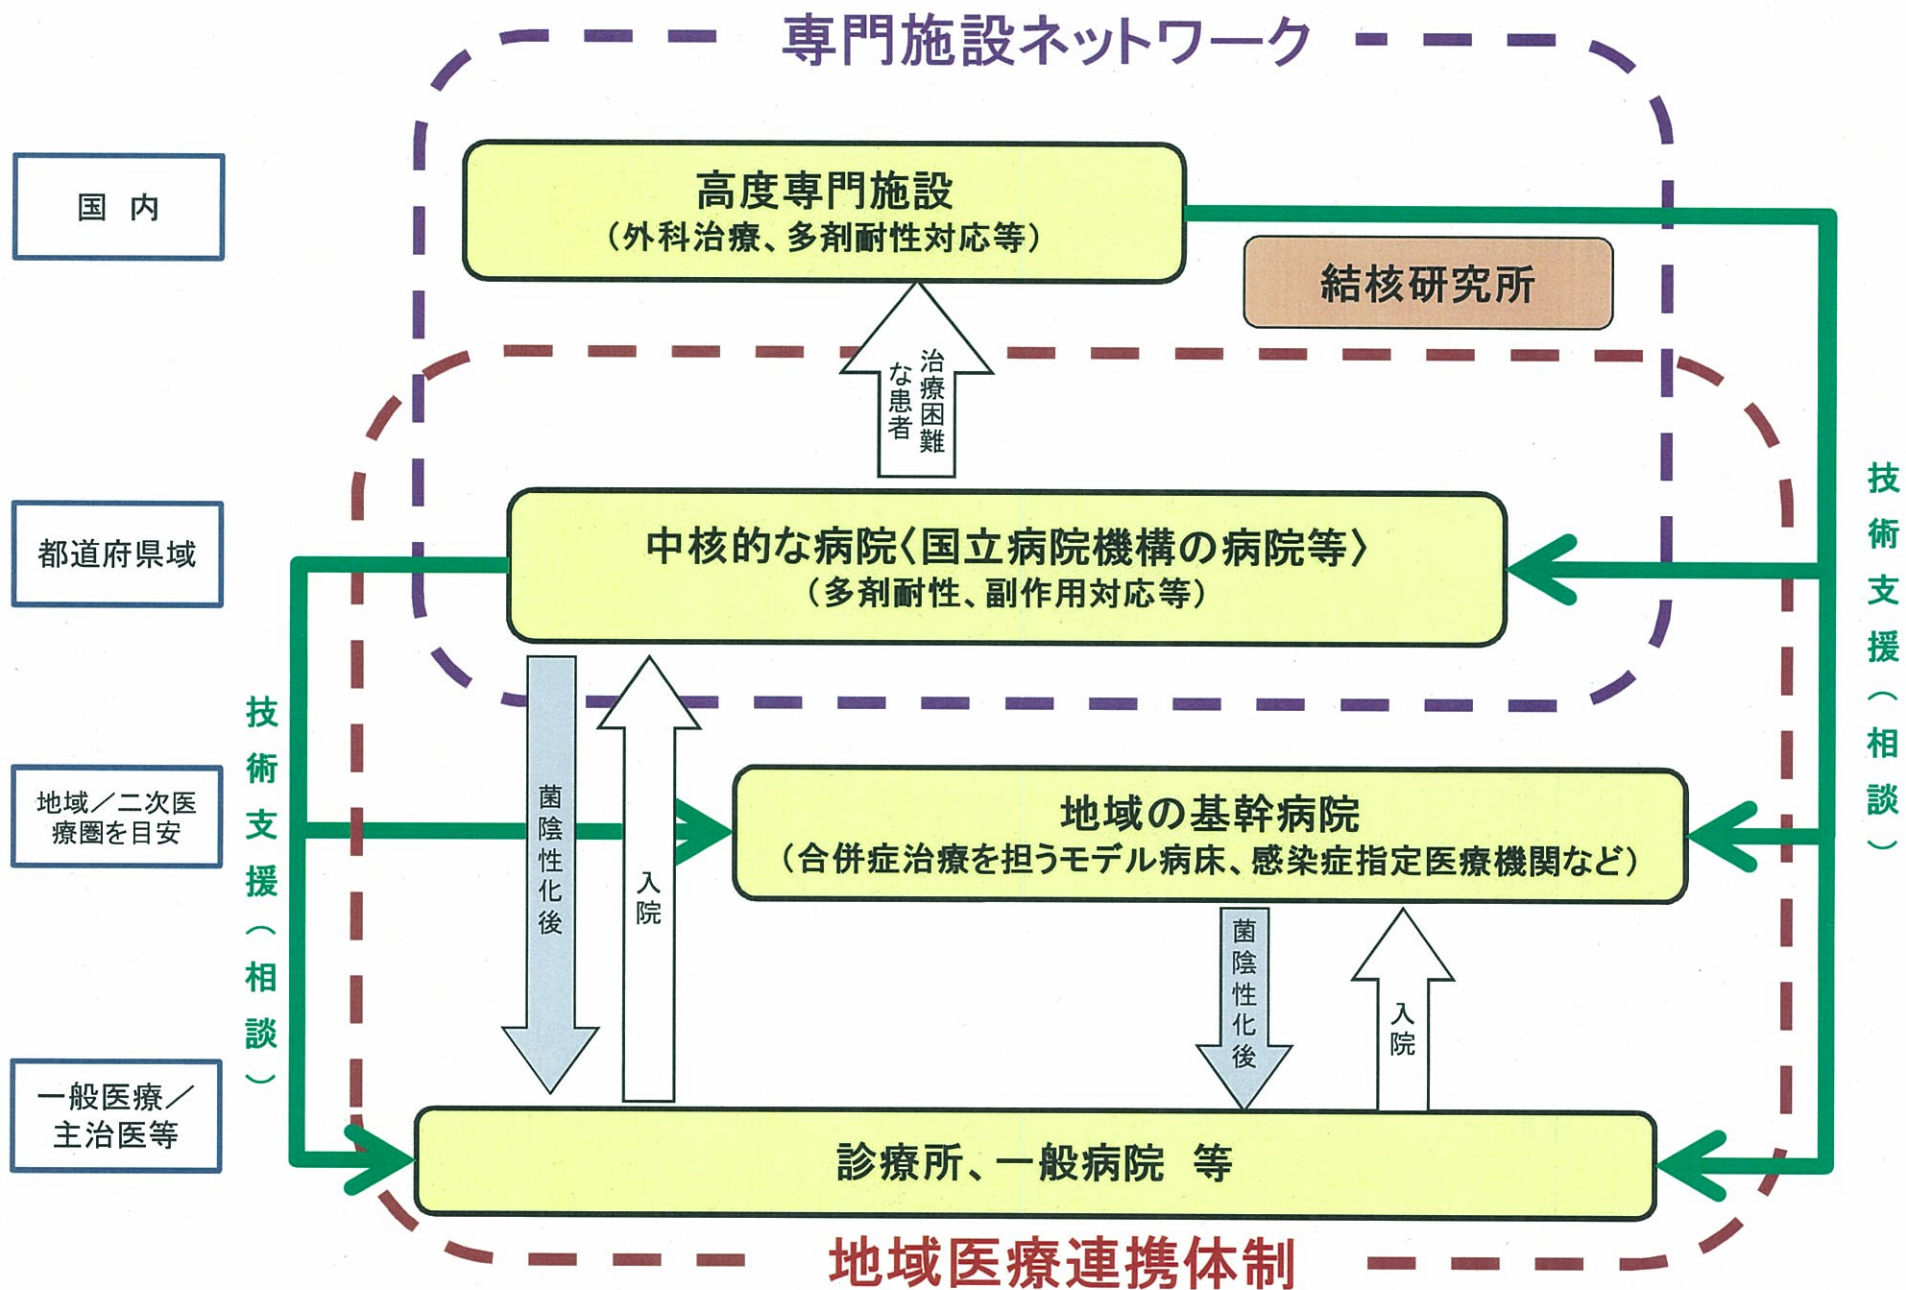 専門施設ネットワーク
国 内
高度専門施設
（外科治療、多剤耐性対応等）
結核研究所
治療困難
な患者
都道府県域
中核的な病院〈国立病院機構の病院等〉
（多剤耐性、副作用対応等）
技術支援（相談）
技術支援（相談）
地域／二次医
療圏を目安
菌陰性化後
入院
地域の基幹病院
（合併症治療を担うモデル病床、感染症指定医療機関など）
菌陰性化後
入院
一般医療／
主治医等
診療所、一般病院 等
地域医療連携体制